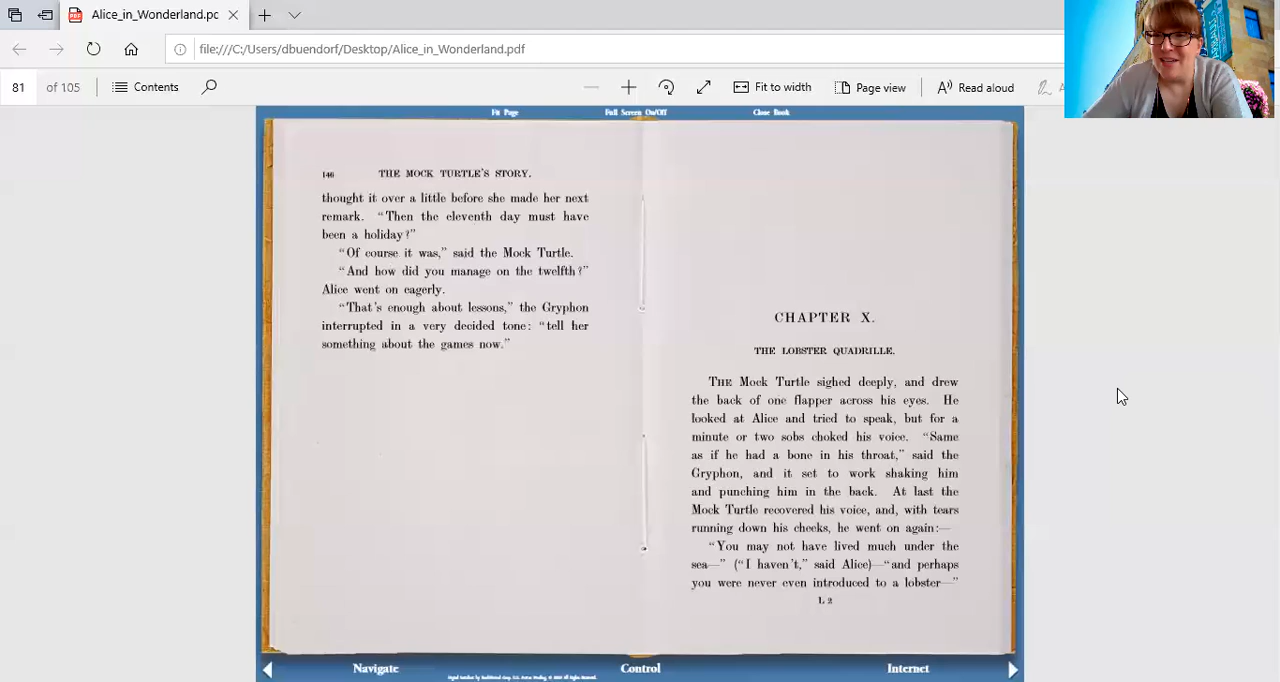 Alice_in_Wonderland.pc
file:///C:/Users/dbuendorf/Desktop/Alice_in_Wonderland.pdf
81 of 105 Contents Fit to width Page view Read aloud
Fit Page Full Screen On/Off Close Book
146 THE MOCK TURTLE'S STORY.
thought it over a little before she made her next
remark. “Then the eleventh day must have
been a holiday?”
“Of course it was,” said the Mock Turtle.
“And how did you manage on the twelfth?”
Alice went on eagerly.
“That's enough about lessons,” the Gryphon
interrupted in a very decided tone: “tell her
something about the games now.”
CHAPTER X.
THE LOBSTER QUADRILLE.
THE Mock Turtle sighed deeply, and drew
the back of one flapper across his eyes. He
looked at Alice and tried to speak, but for a
minute or two sobs choked his voice. “Same
as if he had a bone in his throat,” said the
Gryphon, and it set to work shaking him
and punching him in the back. At last the
Mock Turtle recovered his voice, and, with tears
running down his cheeks, he went on again:—
“You may not have lived much under the
sea—” (“I haven't,” said Alice)—“and perhaps
you were never even introduced to a lobster—”
L 2
Navigate Control Internet